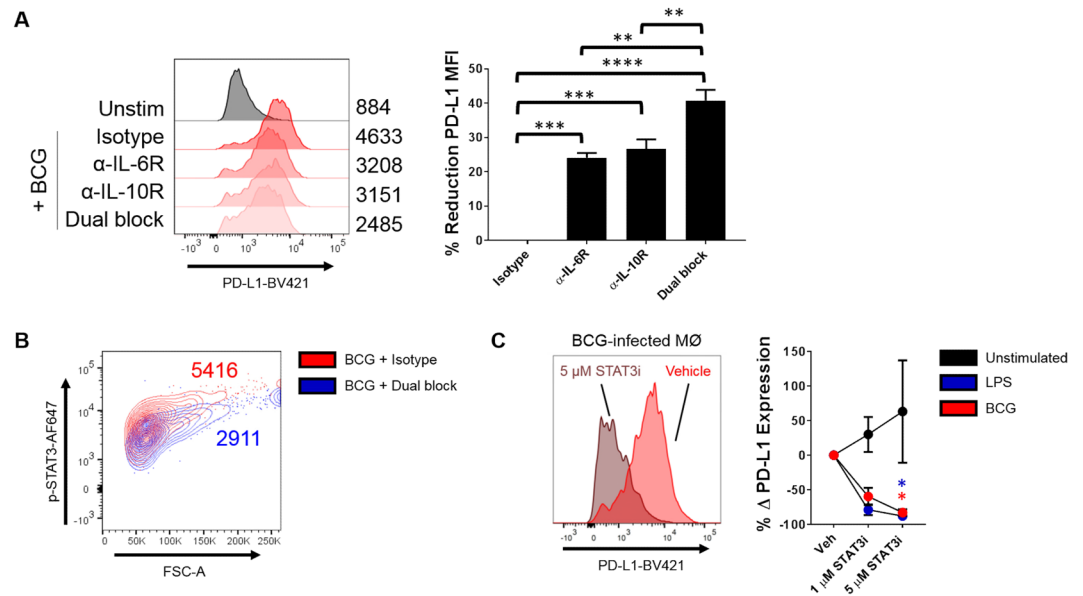 A
Unstim
884
+ BCG
Isotype
4633
α-IL-6R
3208
α-IL-10R
3151
Dual block
2485
-10³ 10³ 10⁴ 10⁵
PD-L1-BV421
% Reduction PD-L1 MFI
50
40
30
20
10
0
**
**
****
***
***
Isotype
α-IL-6R
α-IL-10R
Dual block
B
5416
2911
BCG + Isotype
BCG + Dual block
p-STAT3-AF647
10⁵
10⁴
10³
0
-10³
0 50K 100K 150K 200K 250K
FSC-A
C
BCG-infected MØ
5 µM STAT3i
Vehicle
-10³ 0 10³ 10⁴ 10⁵
PD-L1-BV421
% Δ PD-L1 Expression
150
100
50
0
-50
-100
*
*
Veh
1 µM STAT3i
5 µM STAT3i
Unstimulated
LPS
BCG